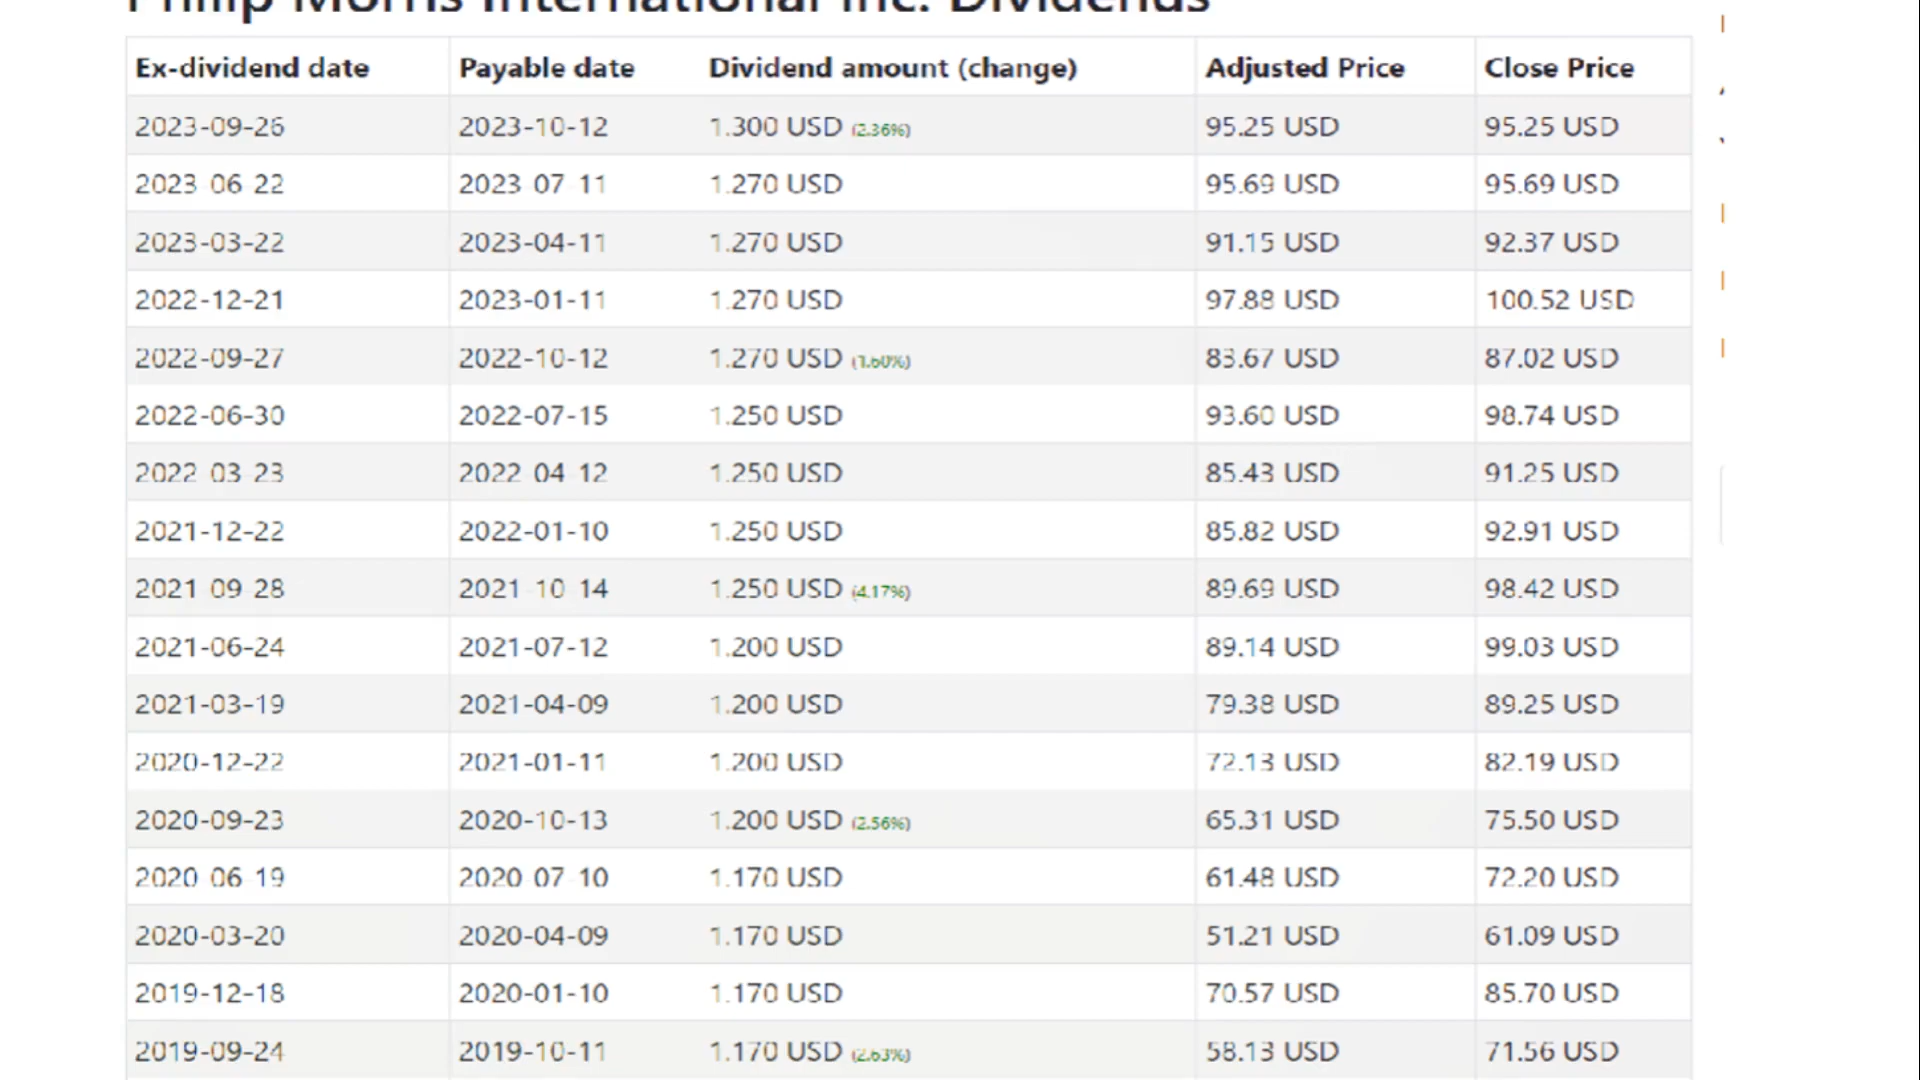 Philip Morris International Inc. Dividends
Ex-dividend date Payable date Dividend amount (change) Adjusted Price Close Price
2023-09-26 2023-10-12 1.300 USD (2.36%) 95.25 USD 95.25 USD
2023-06-22 2023-07-11 1.270 USD 95.69 USD 95.69 USD
2023-03-22 2023-04-11 1.270 USD 91.15 USD 92.37 USD
2022-12-21 2023-01-11 1.270 USD 97.88 USD 100.52 USD
2022-09-27 2022-10-12 1.270 USD (1.60%) 83.67 USD 87.02 USD
2022-06-30 2022-07-15 1.250 USD 93.60 USD 98.74 USD
2022-03-23 2022-04-12 1.250 USD 85.43 USD 91.25 USD
2021-12-22 2022-01-10 1.250 USD 85.82 USD 92.91 USD
2021-09-28 2021-10-14 1.250 USD (4.17%) 89.69 USD 98.42 USD
2021-06-24 2021-07-12 1.200 USD 89.14 USD 99.03 USD
2021-03-19 2021-04-09 1.200 USD 79.38 USD 89.25 USD
2020-12-22 2021-01-11 1.200 USD 72.13 USD 82.19 USD
2020-09-23 2020-10-13 1.200 USD (2.56%) 65.31 USD 75.50 USD
2020-06-19 2020-07-10 1.170 USD 61.48 USD 72.20 USD
2020-03-20 2020-04-09 1.170 USD 51.21 USD 61.09 USD
2019-12-18 2020-01-10 1.170 USD 70.57 USD 85.70 USD
2019-09-24 2019-10-11 1.170 USD (2.63%) 58.13 USD 71.56 USD